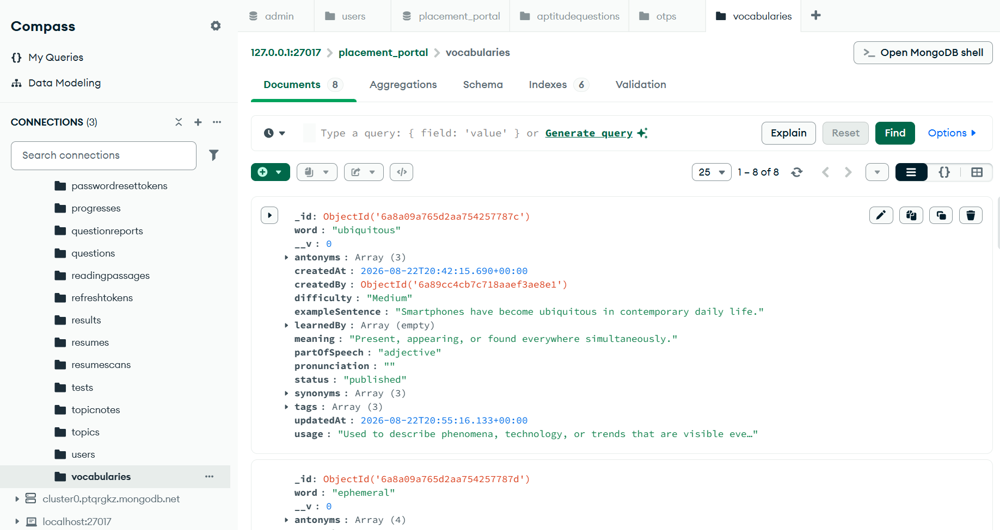 Compass
My Queries
Data Modeling
CONNECTIONS (3)
Search connections
passwordresettokens
progresses
questionreports
questions
readingpassages
refreshtokens
results
resumes
resumescans
tests
topicnotes
topics
users
vocabularies
cluster0.ptqrgkz.mongodb.net
localhost:27017
admin
users
placement_portal
aptitudequestions
otps
vocabularies
127.0.0.1:27017 > placement_portal > vocabularies
>_ Open MongoDB shell
Documents 8
Aggregations
Schema
Indexes 6
Validation
Type a query: { field: 'value' } or Generate query
Explain
Reset
Find
Options
25
1 – 8 of 8
_id: ObjectId('6a8a09a765d2aa754257787c')
word : "ubiquitous"
__v : 0
antonyms : Array (3)
createdAt : 2026-08-22T20:42:15.690+00:00
createdBy : ObjectId('6a89cc4cb7c718aaef3ae8e1')
difficulty : "Medium"
exampleSentence : "Smartphones have become ubiquitous in contemporary daily life."
learnedBy : Array (empty)
meaning : "Present, appearing, or found everywhere simultaneously."
partOfSpeech : "adjective"
pronunciation : ""
status : "published"
synonyms : Array (3)
tags : Array (3)
updatedAt : 2026-08-22T20:55:16.133+00:00
usage : "Used to describe phenomena, technology, or trends that are visible eve…"
_id: ObjectId('6a8a09a765d2aa754257787d')
word : "ephemeral"
__v : 0
antonyms : Array (4)